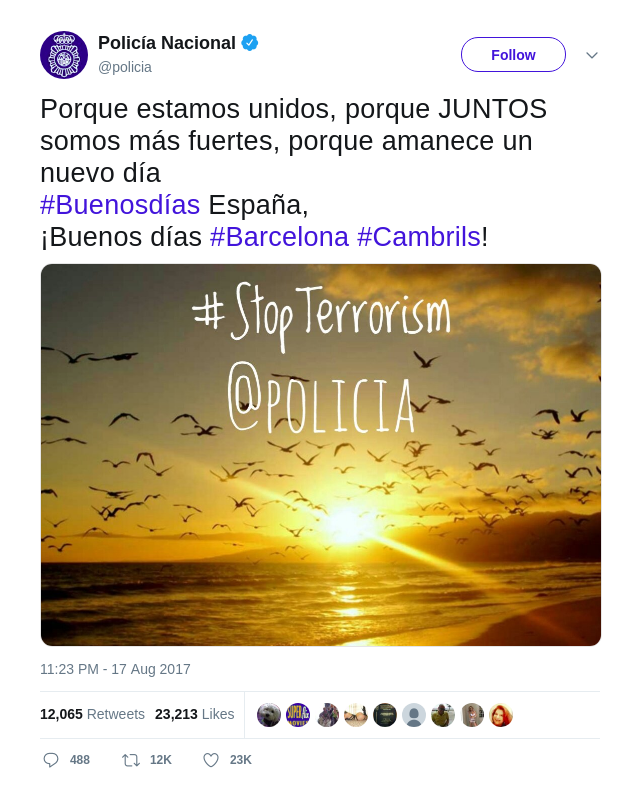 Policía Nacional
@policia
Follow
Porque estamos unidos, porque JUNTOS
somos más fuertes, porque amanece un
nuevo día
#Buenosdías España,
¡Buenos días #Barcelona #Cambrils!
#StopTerrorism
@POLICIA
11:23 PM - 17 Aug 2017
12,065 Retweets 23,213 Likes
SUPER
488 12K 23K